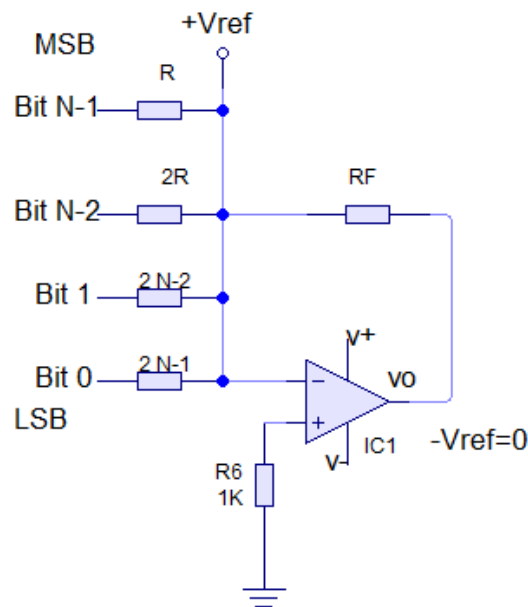 +Vref
MSB
R
Bit N-1
2R
RF
Bit N-2
2 N-2
Bit 1
2 N-1
Bit 0
LSB
v+
vo
-
+
v-
IC1
-Vref=0
R6
1K